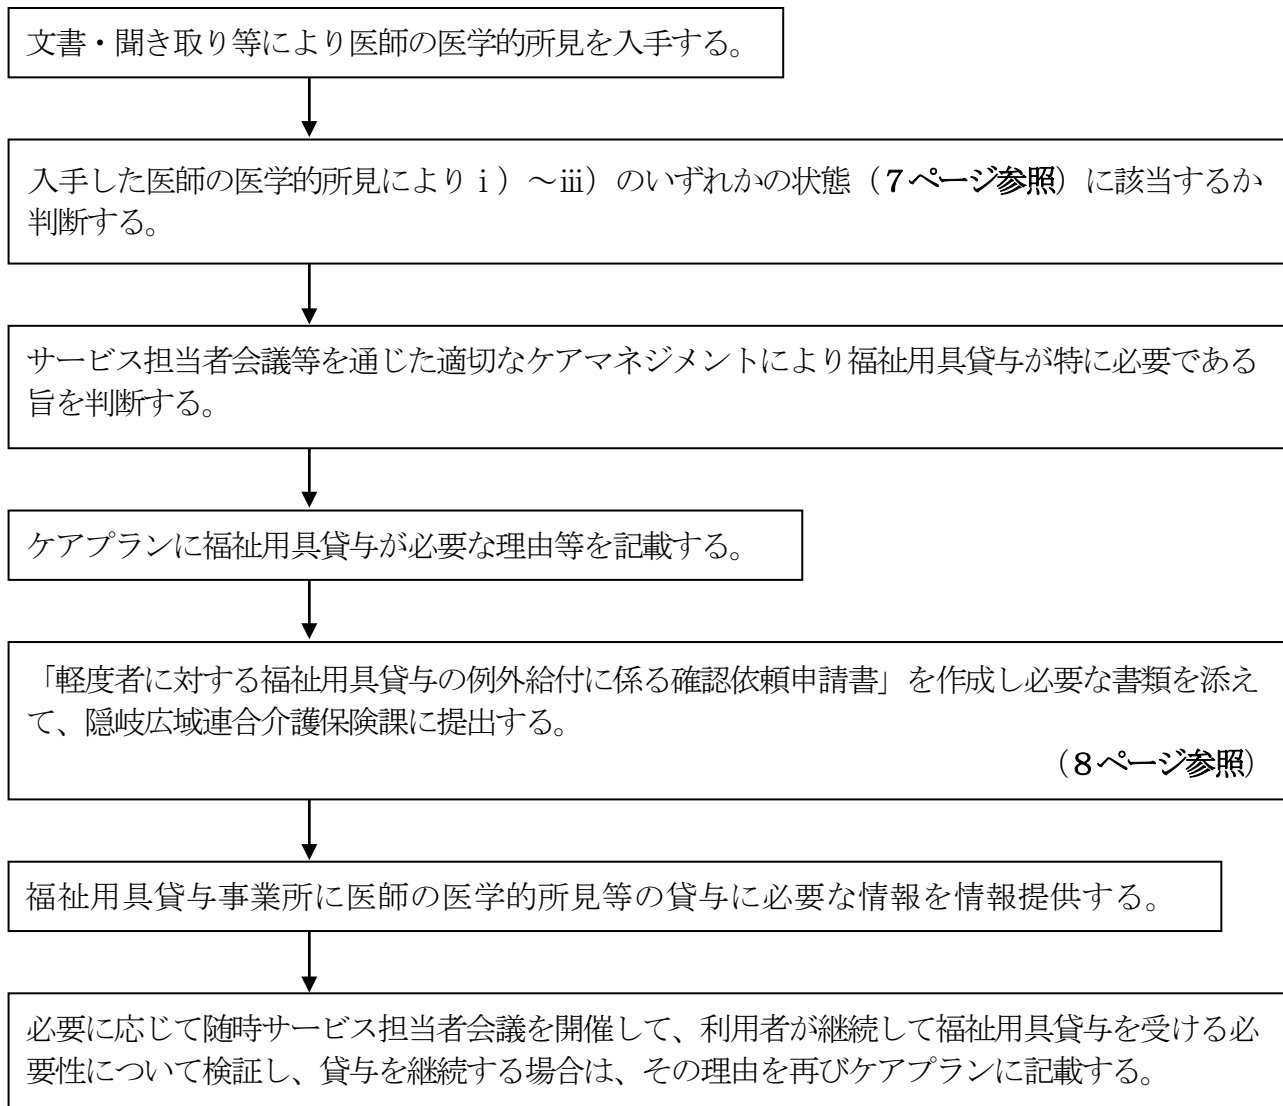 文書・聞き取り等により医師の医学的所見を入手する。
入手した医師の医学的所見によりⅰ）～ⅲ）のいずれかの状態（７ページ参照）に該当するか
判断する。
サービス担当者会議等を通じた適切なケアマネジメントにより福祉用具貸与が特に必要である
旨を判断する。
ケアプランに福祉用具貸与が必要な理由等を記載する。
「軽度者に対する福祉用具貸与の例外給付に係る確認依頼申請書」を作成し必要な書類を添え
て、隠岐広域連合介護保険課に提出する。
（８ページ参照）
福祉用具貸与事業所に医師の医学的所見等の貸与に必要な情報を情報提供する。
必要に応じて随時サービス担当者会議を開催して、利用者が継続して福祉用具貸与を受ける必
要性について検証し、貸与を継続する場合は、その理由を再びケアプランに記載する。